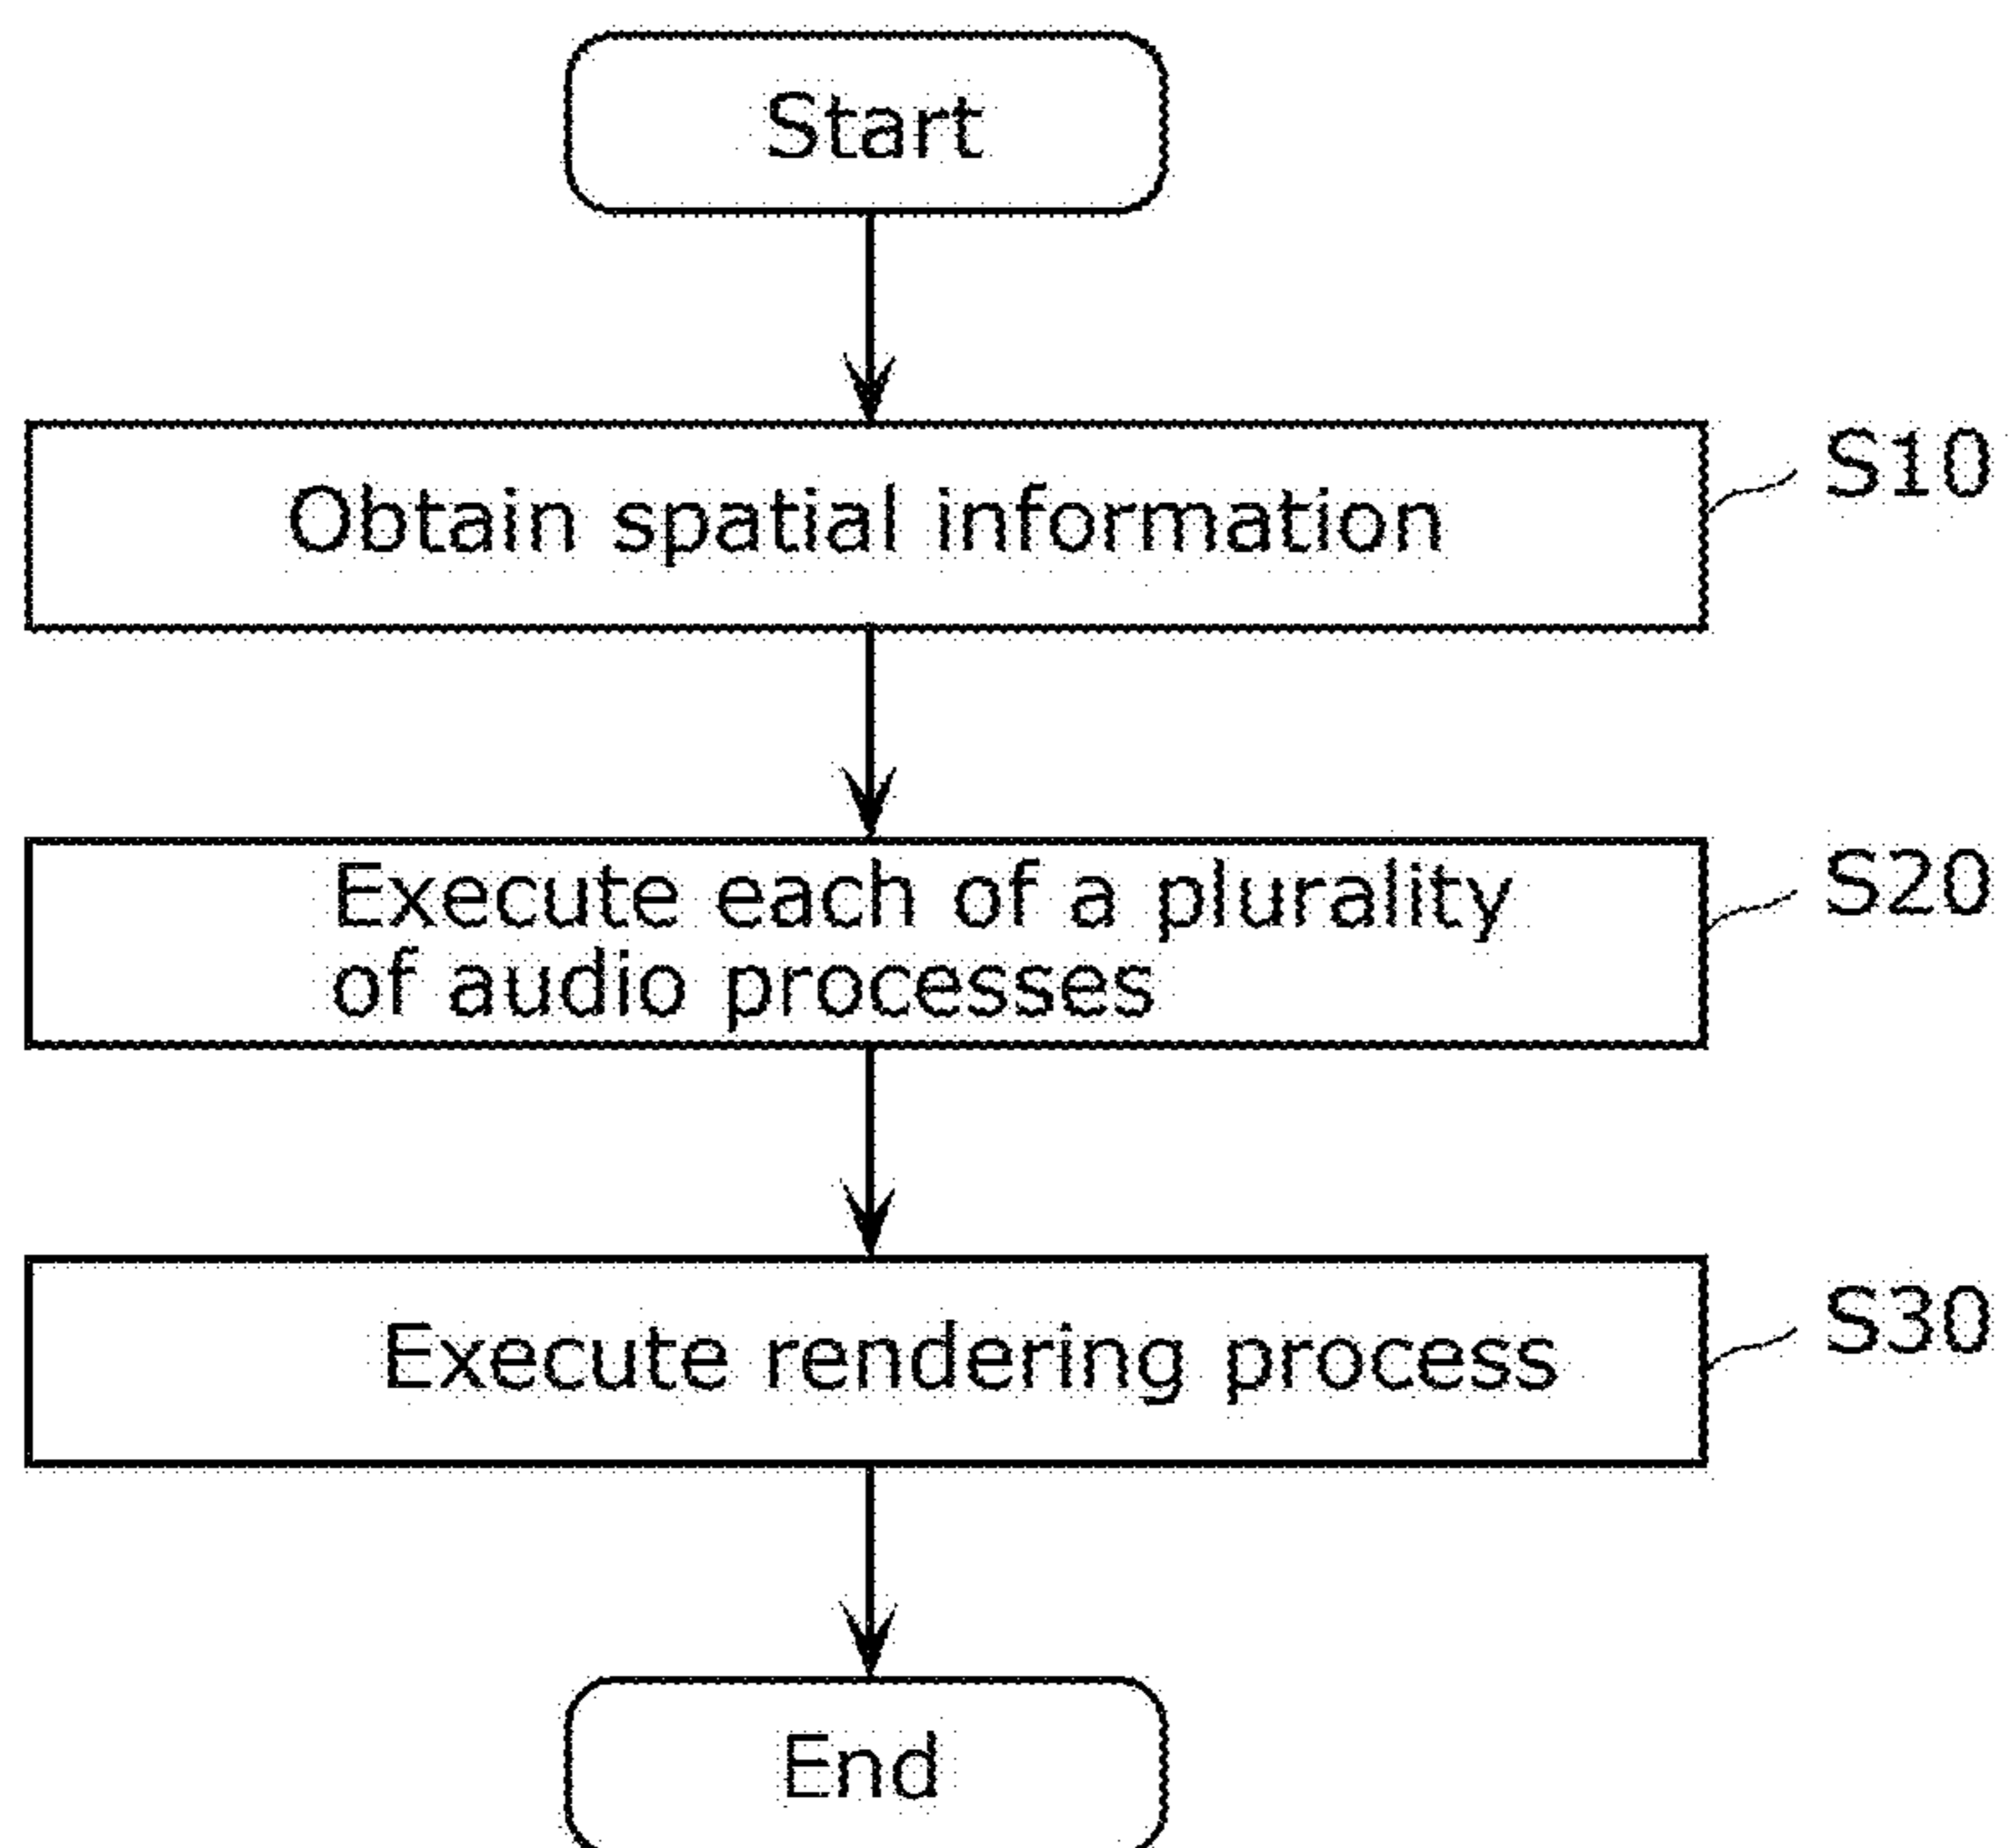 Start
Obtain spatial information
S10
Execute each of a plurality
of audio processes
S20
Execute rendering process
S30
End